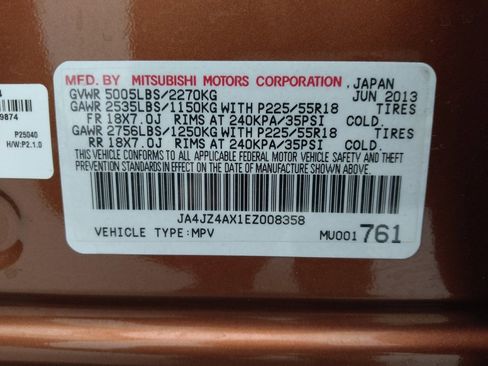 MFD. BY MITSUBISHI MOTORS CORPORATION , JAPAN
GVWR 5005LBS/2270KG JUN 2013
GAWR 2535LBS/1150KG WITH P225/55R18 TIRES
FR 18X7.0J RIMS AT 240KPA/35PSI COLD.
GAWR 2756LBS/1250KG WITH P225/55R18 TIRES
RR 18X7.0J RIMS AT 240KPA/35PSI COLD.
THIS VEHICLE CONFORMS TO ALL APPLICABLE FEDERAL MOTOR VEHICLE SAFETY AND THEFT
PREVENTION STANDARDS IN EFFECT ON THE DATE OF MANUFACTURE SHOWN ABOVE.
JA4JZ4AX1EZ008358
VEHICLE TYPE:MPV MU001761
9874
P25040
H/W:P2.1.0